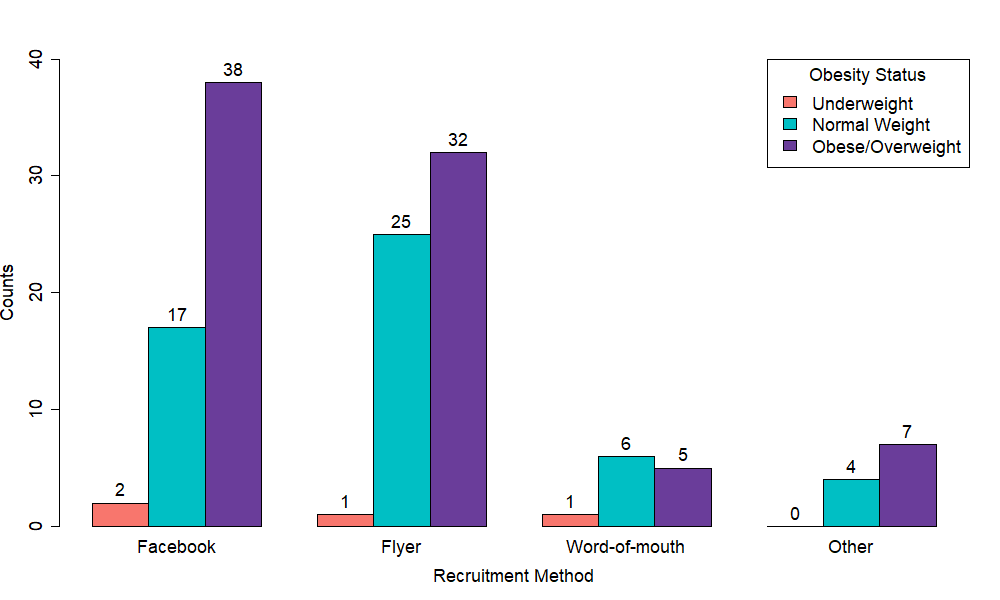 40
30
20
10
0
Counts
38
17
2
32
25
1
6
5
1
7
4
0
Obesity Status
Underweight
Normal Weight
Obese/Overweight
Facebook
Flyer
Word-of-mouth
Other
Recruitment Method